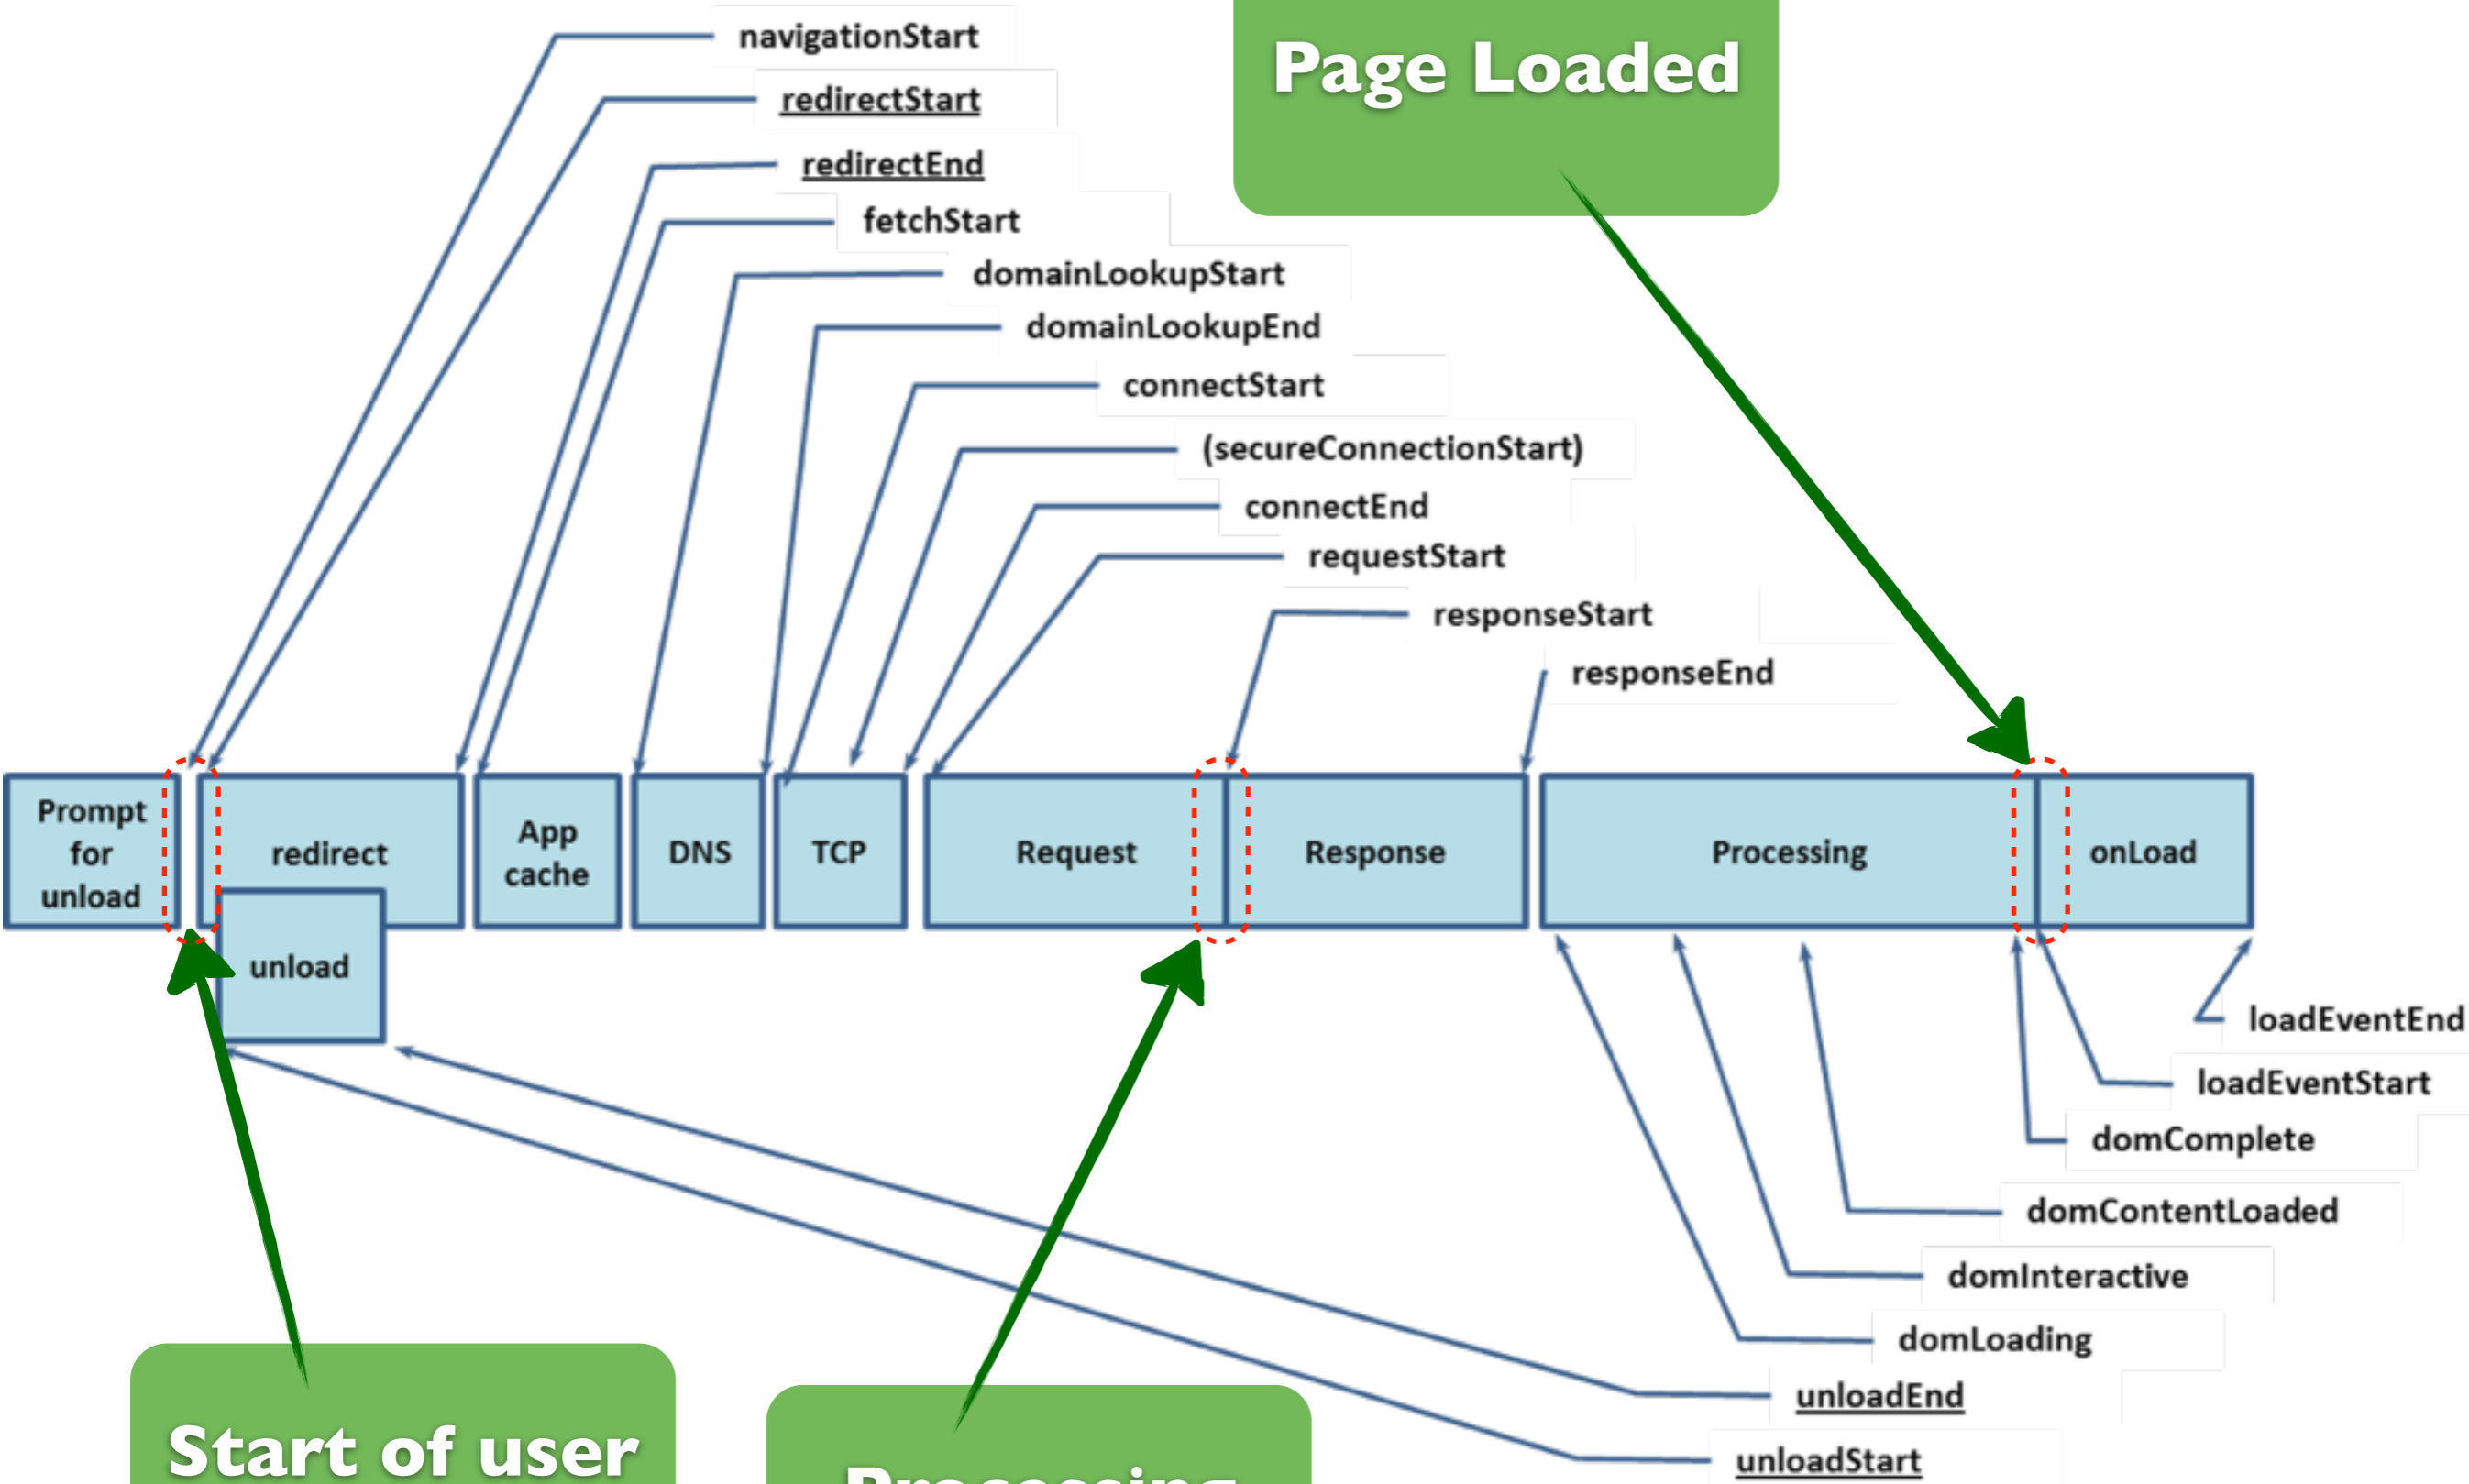 navigationStart
Page Loaded
redirectStart
redirectEnd
fetchStart
domainLookupStart
domainLookupEnd
connectStart
(secureConnectionStart)
connectEnd
requestStart
responseStart
responseEnd
Prompt
for
unload
redirect
unload
App
cache
DNS
TCP
Request
Response
Processing
onLoad
loadEventEnd
loadEventStart
domComplete
domContentLoaded
domInteractive
domLoading
unloadEnd
unloadStart
Start of user
Processing